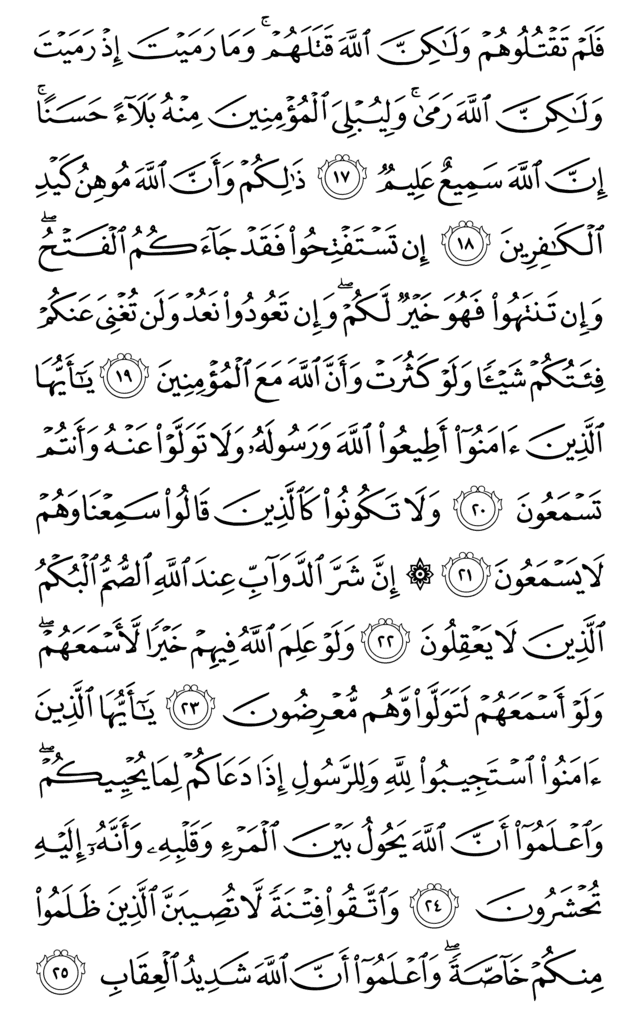 فَلَمْ تَقْتُلُوهُمْ وَلَـٰكِنَّ ٱللَّهَ قَتَلَهُمْ ۚ وَمَا رَمَيْتَ إِذْ رَمَيْتَ
وَلَـٰكِنَّ ٱللَّهَ رَمَىٰ ۚ وَلِيُبْلِىَ ٱلْمُؤْمِنِينَ مِنْهُ بَلَآءً حَسَنًا ۚ
إِنَّ ٱللَّهَ سَمِيعٌ عَلِيمٌ ١٧ ذَٰلِكُمْ وَأَنَّ ٱللَّهَ مُوهِنُ كَيْدِ
ٱلْكَـٰفِرِينَ ١٨ إِن تَسْتَفْتِحُوا۟ فَقَدْ جَآءَكُمُ ٱلْفَتْحُ ۖ
وَإِن تَنتَهُوا۟ فَهُوَ خَيْرٌ لَّكُمْ ۖ وَإِن تَعُودُوا۟ نَعُدْ وَلَن تُغْنِىَ عَنكُمْ
فِئَتُكُمْ شَيْـًٔا وَلَوْ كَثُرَتْ وَأَنَّ ٱللَّهَ مَعَ ٱلْمُؤْمِنِينَ ١٩ يَـٰٓأَيُّهَا
ٱلَّذِينَ ءَامَنُوٓا۟ أَطِيعُوا۟ ٱللَّهَ وَرَسُولَهُۥ وَلَا تَوَلَّوْا۟ عَنْهُ وَأَنتُمْ
تَسْمَعُونَ ٢٠ وَلَا تَكُونُوا۟ كَٱلَّذِينَ قَالُوا۟ سَمِعْنَا وَهُمْ
لَا يَسْمَعُونَ ٢١ ۞ إِنَّ شَرَّ ٱلدَّوَآبِّ عِندَ ٱللَّهِ ٱلصُّمُّ ٱلْبُكْمُ
ٱلَّذِينَ لَا يَعْقِلُونَ ٢٢ وَلَوْ عَلِمَ ٱللَّهُ فِيهِمْ خَيْرًا لَّأَسْمَعَهُمْ ۖ
وَلَوْ أَسْمَعَهُمْ لَتَوَلَّوا۟ وَّهُم مُّعْرِضُونَ ٢٣ يَـٰٓأَيُّهَا ٱلَّذِينَ
ءَامَنُوا۟ ٱسْتَجِيبُوا۟ لِلَّهِ وَلِلرَّسُولِ إِذَا دَعَاكُمْ لِمَا يُحْيِيكُمْ ۖ
وَٱعْلَمُوٓا۟ أَنَّ ٱللَّهَ يَحُولُ بَيْنَ ٱلْمَرْءِ وَقَلْبِهِۦ وَأَنَّهُۥٓ إِلَيْهِ
تُحْشَرُونَ ٢٤ وَٱتَّقُوا۟ فِتْنَةً لَّا تُصِيبَنَّ ٱلَّذِينَ ظَلَمُوا۟
مِنكُمْ خَآصَّةً ۖ وَٱعْلَمُوٓا۟ أَنَّ ٱللَّهَ شَدِيدُ ٱلْعِقَابِ ٢٥